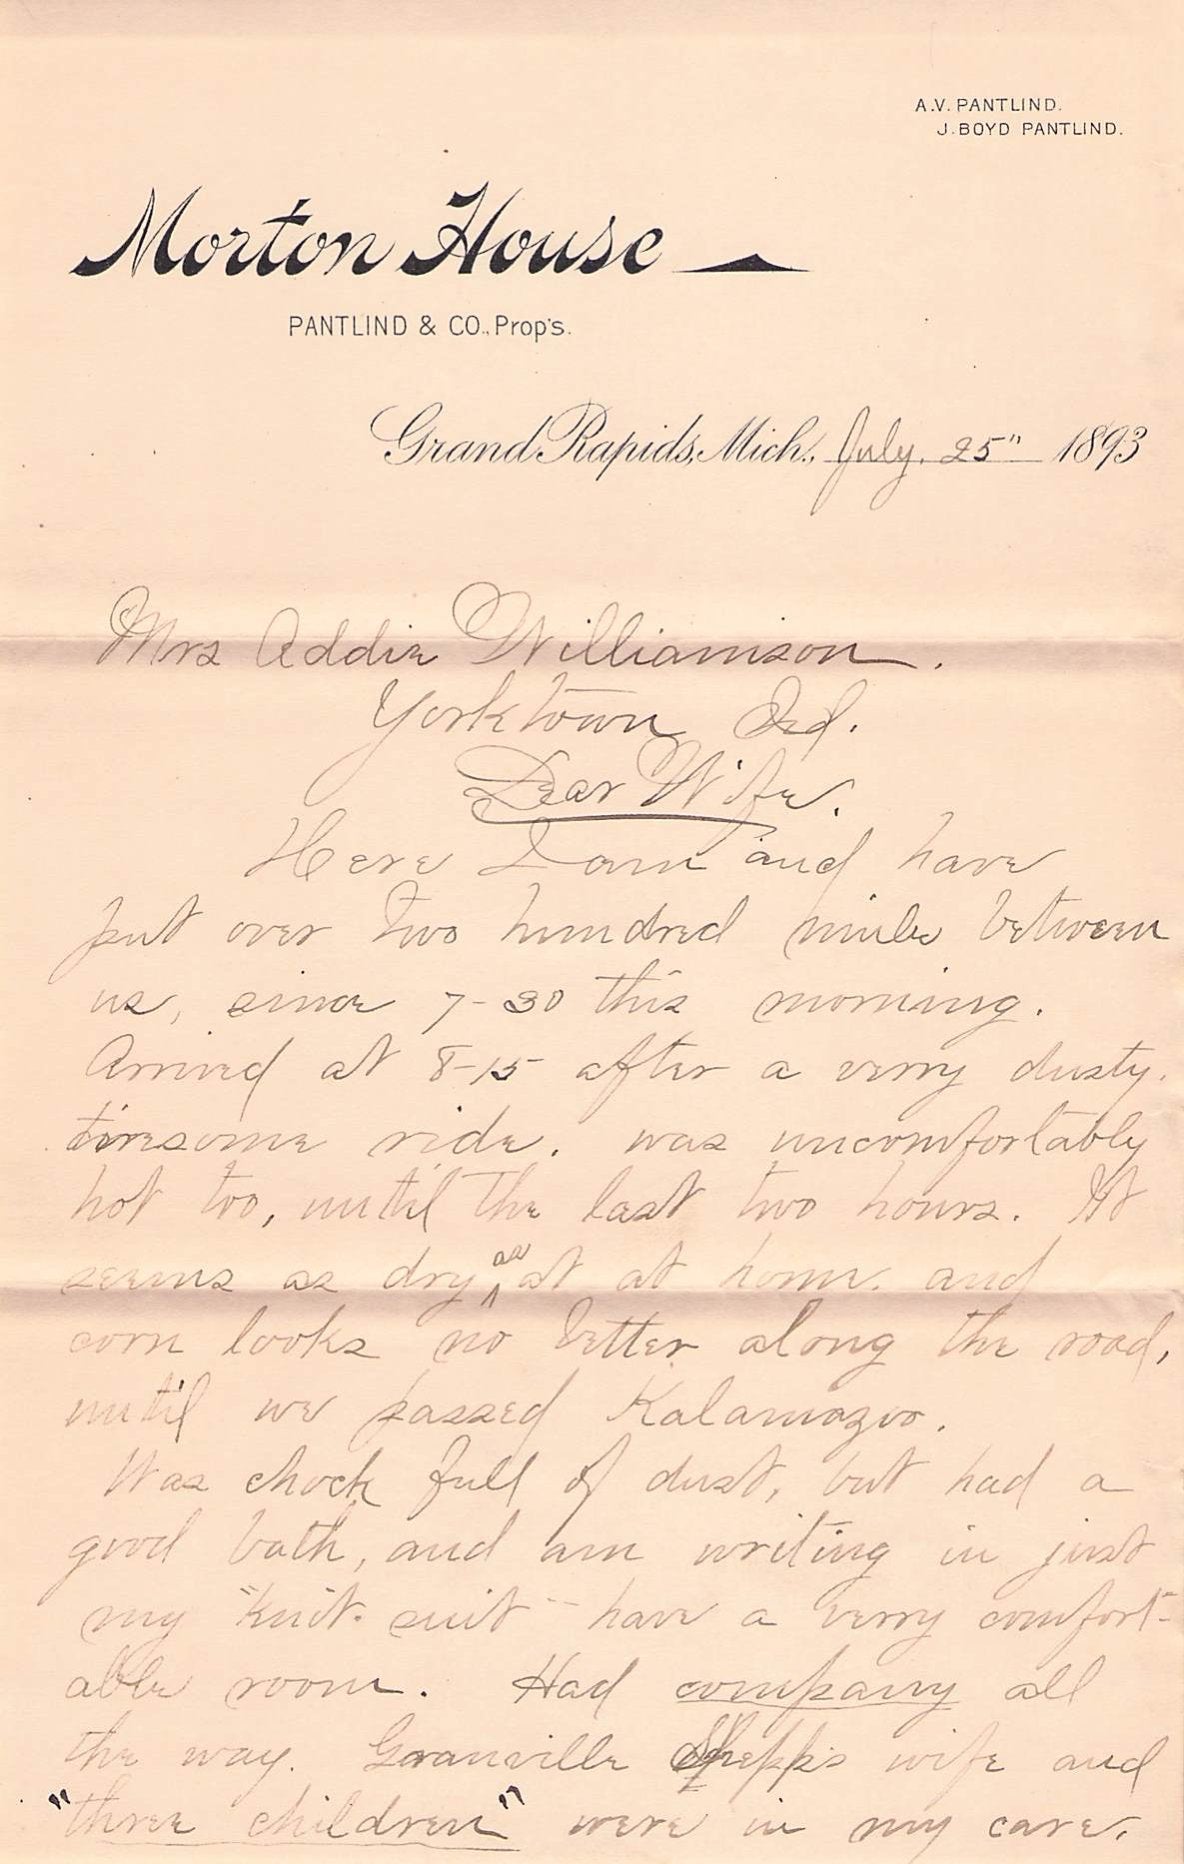 A.V. PANTLIND.
J. BOYD PANTLIND.
Morton House
PANTLIND & CO., Prop's.
Grand Rapids, Mich., July. 25" 1893
Mrs Addie Williamson.
Yorktown Ind.
Dear Wife.
Here I am and have
put over two hundred miles between
us, since 7-30 this morning.
Arrived at 8-15 after a verry dusty.
tiresome ride. was uncomfortably
hot too, until the last two hours. It
seems as dry as at at home. and
corn looks no better along the road,
until we passed Kalamazoo.
Was chock full of dust, but had a
good bath, and am writing in just
my "knit. suit" - have a verry comfort-
able room. Had company all
the way. Granville wife and
"three children" were in my care.